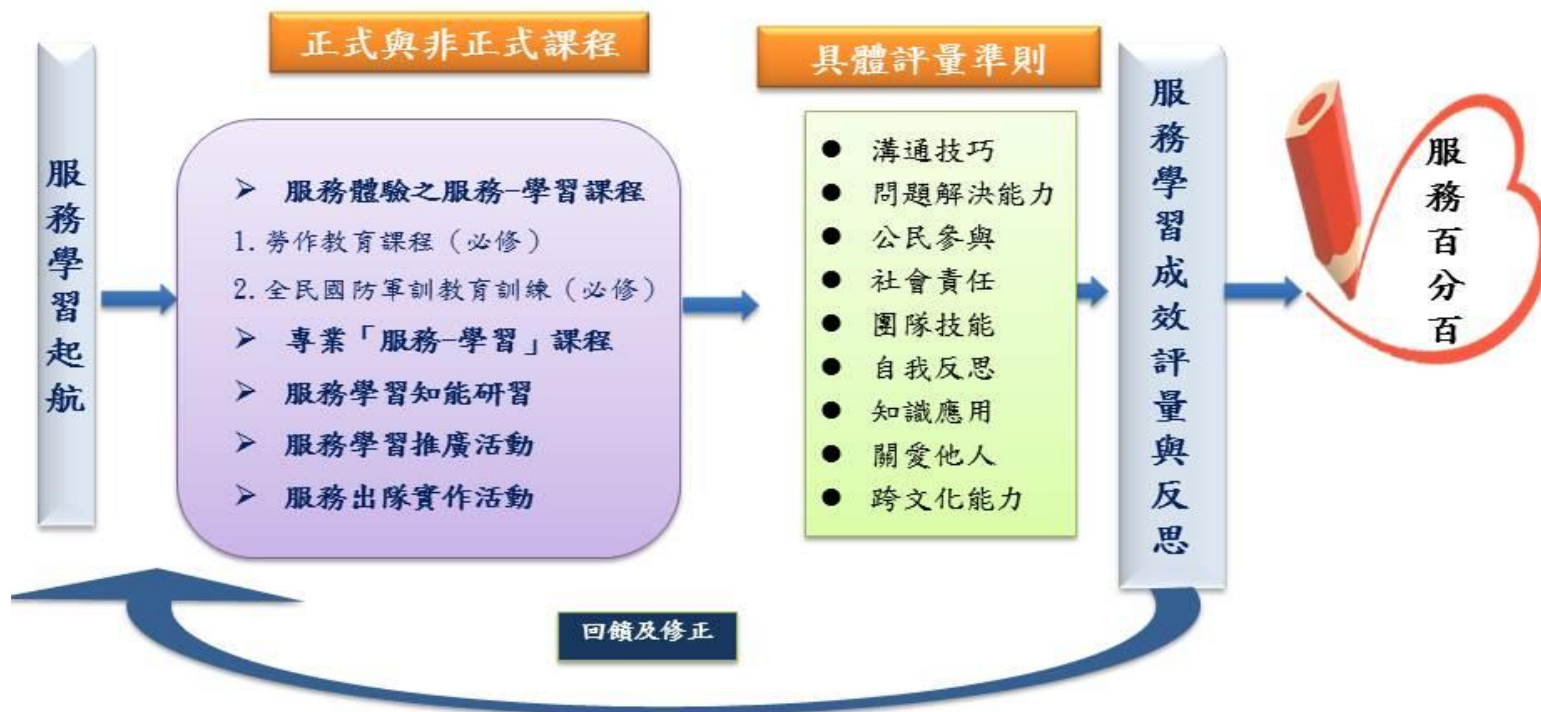 服務學習起航
正式與非正式課程
➢ 服務體驗之服務-學習課程
1. 勞作教育課程（必修）
2. 全民國防軍訓教育訓練（必修）
➢ 專業「服務-學習」課程
➢ 服務學習知能研習
➢ 服務學習推廣活動
➢ 服務出隊實作活動
具體評量準則
● 溝通技巧
● 問題解決能力
● 公民參與
● 社會責任
● 團隊技能
● 自我反思
● 知識應用
● 關愛他人
● 跨文化能力
服務學習成效評量與反思
服務百分百
回饋及修正